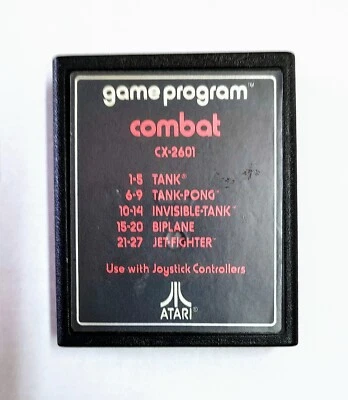 game program™
combat
CX-2601
1-5 TANK®
6-9 TANK-PONG™
10-14 INVISIBLE-TANK™
15-20 BIPLANE
21-27 JET-FIGHTER™
Use with Joystick Controllers
ATARI®